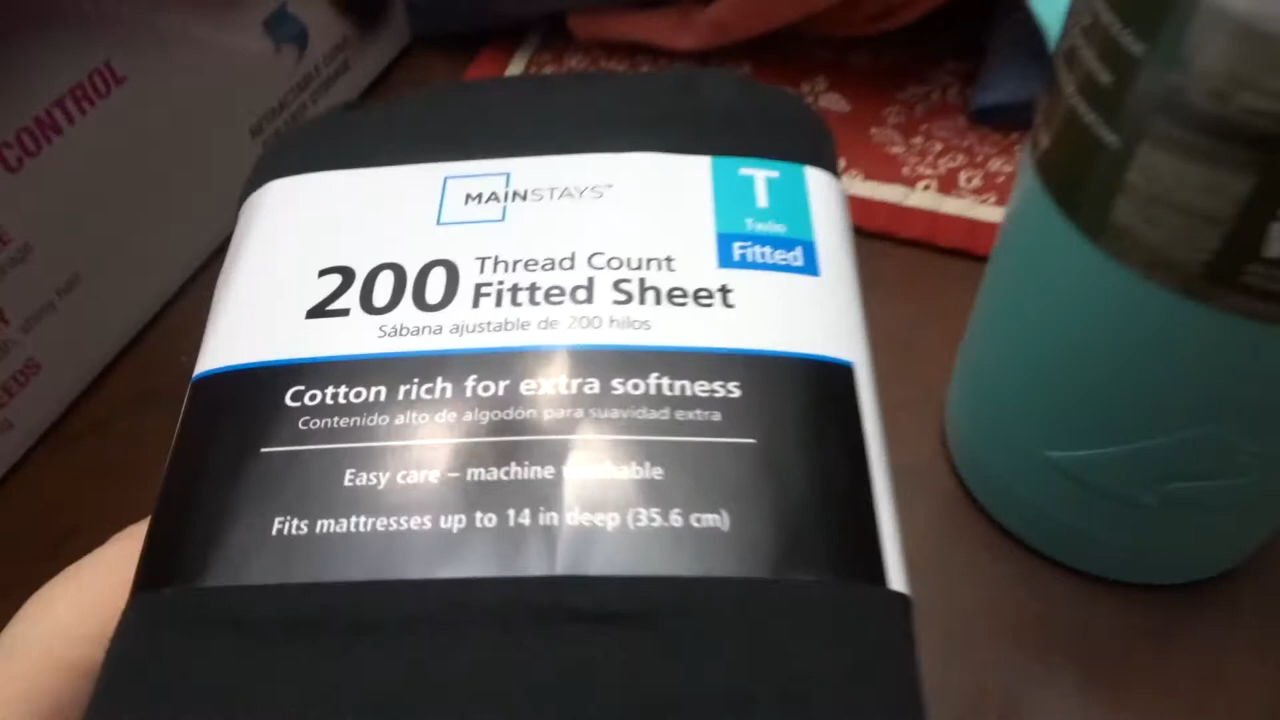 CONTROL
MAINSTAYS™
T
Twin
Fitted
200 Thread Count
Fitted Sheet
Sábana ajustable de 200 hilos
Cotton rich for extra softness
Contenido alto de algodón para suavidad extra
Easy care – machine washable
Fits mattresses up to 14 in deep (35.6 cm)